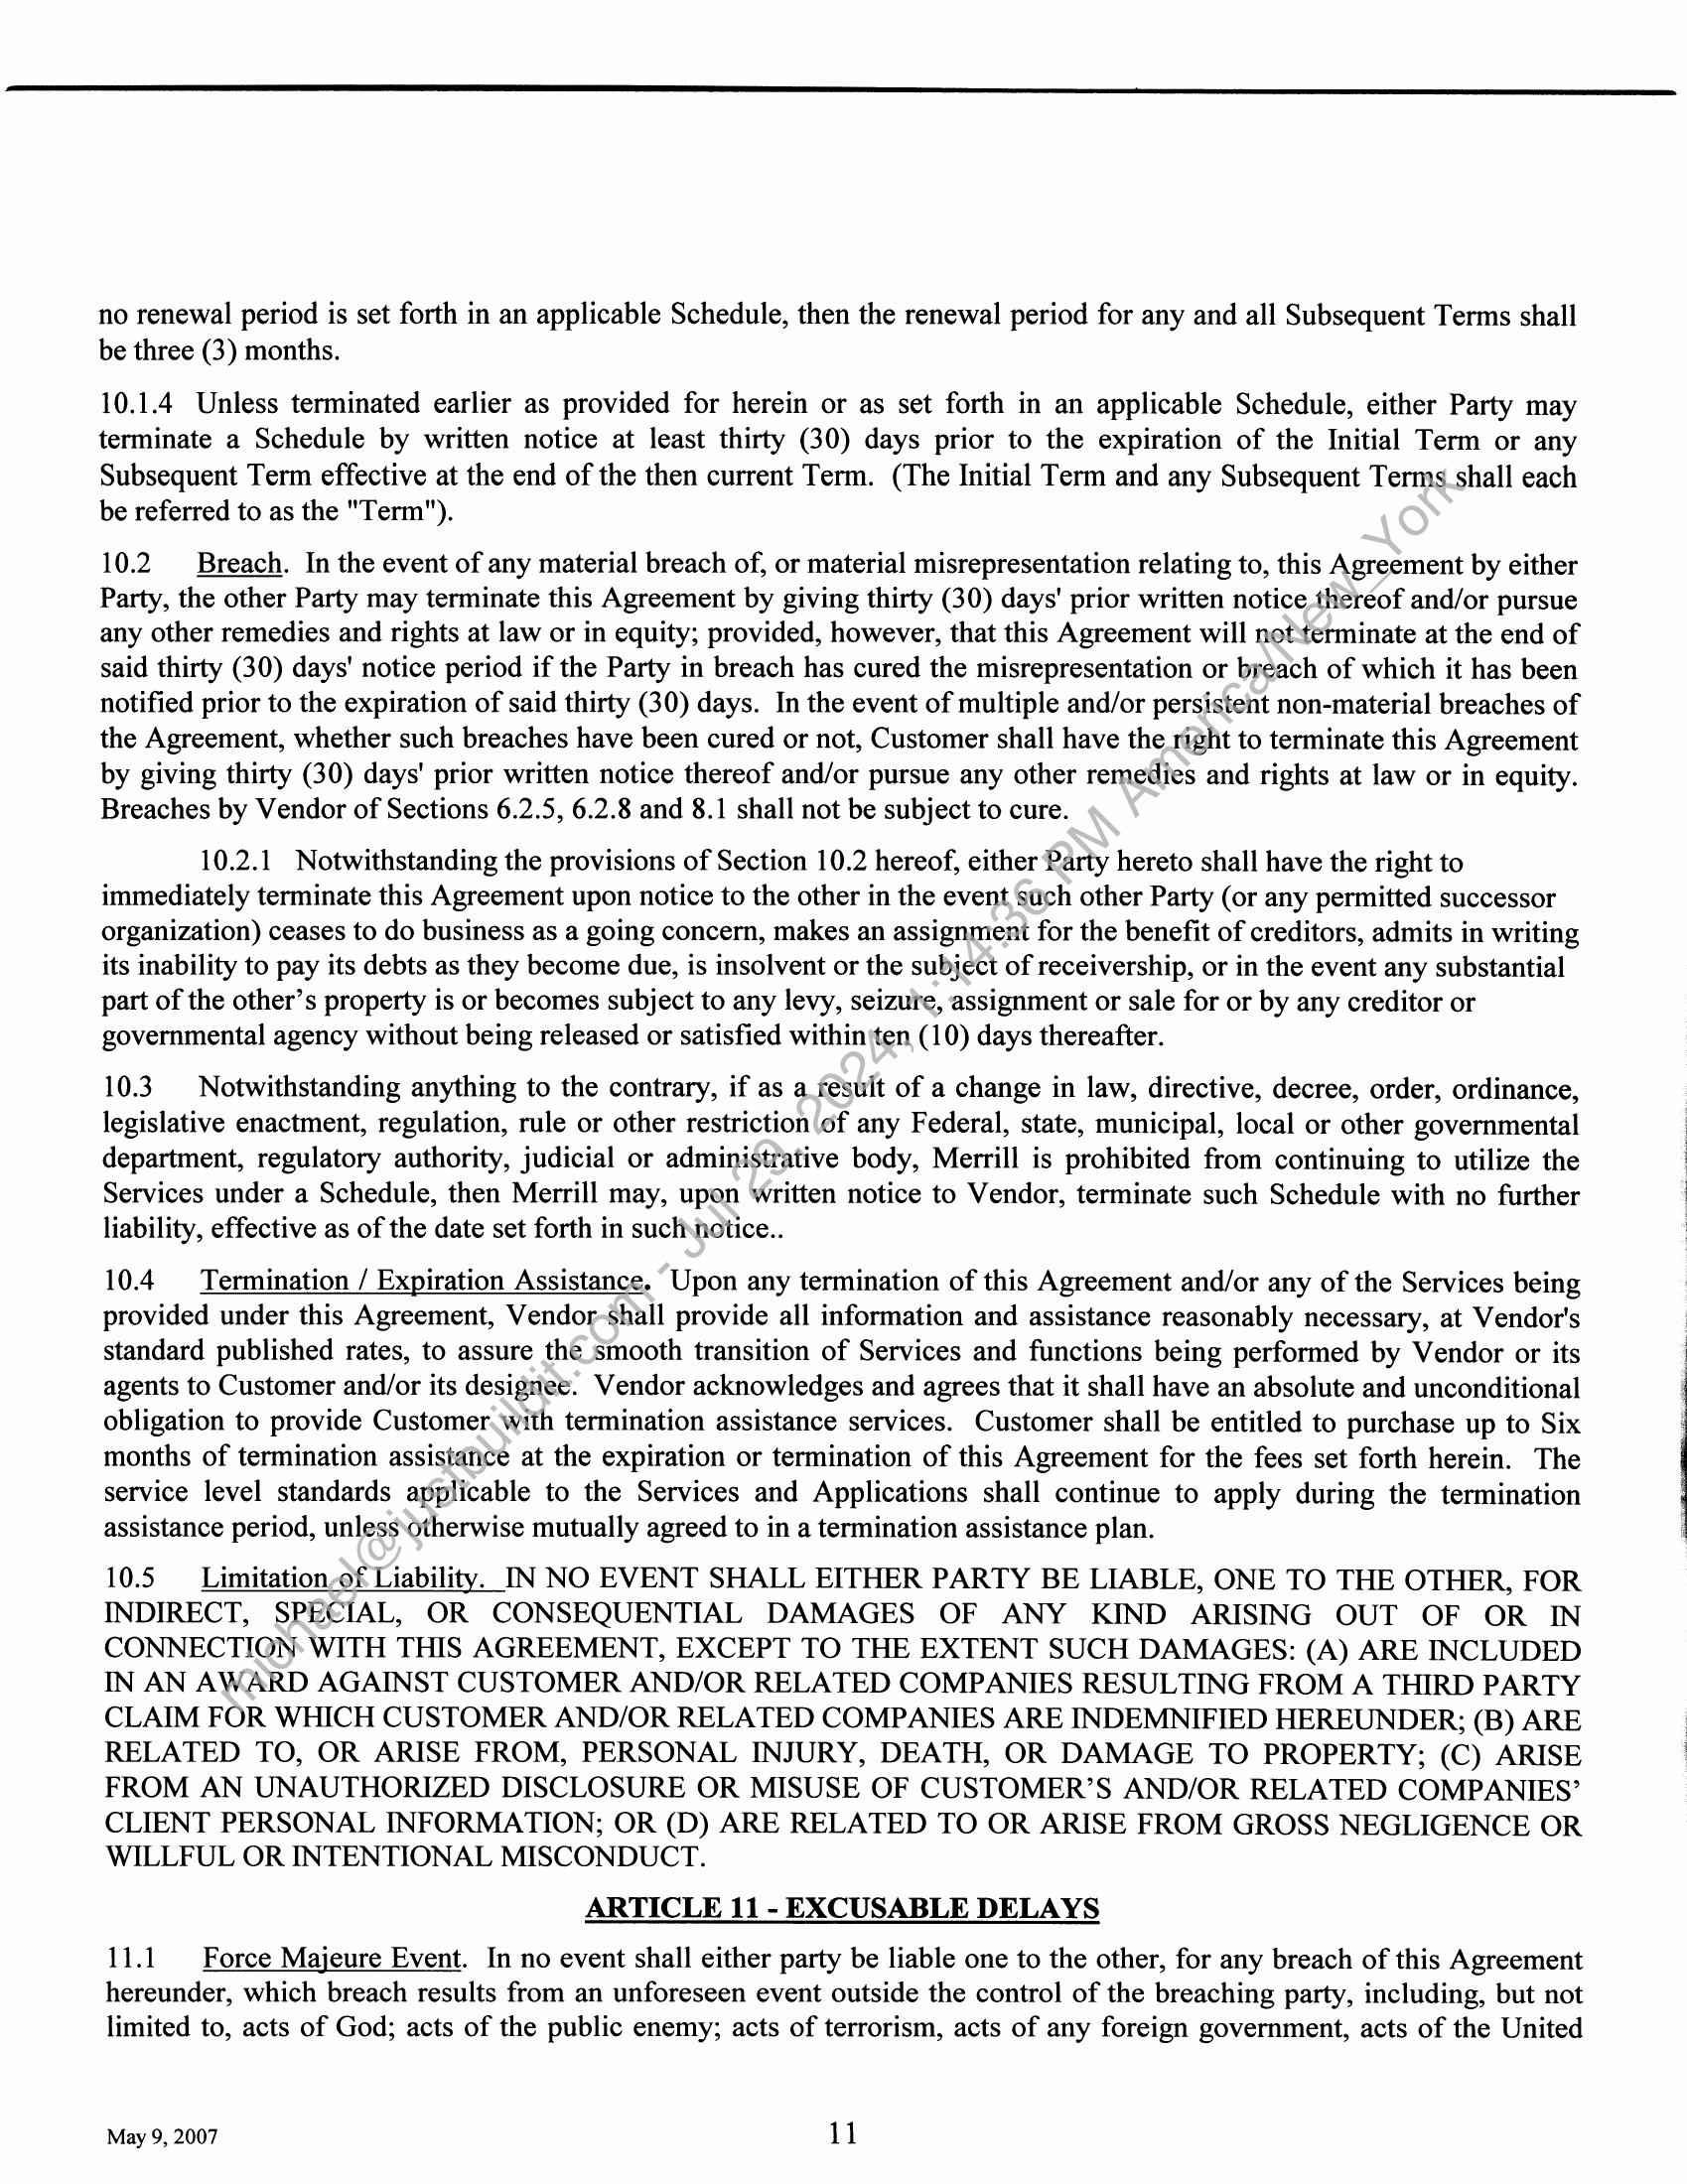 no renewal period is set forth in an applicable Schedule, then the renewal period for any and all Subsequent Terms shall
be three (3) months.
10.1.4 Unless terminated earlier as provided for herein or as set forth in an applicable Schedule, either Party may
terminate a Schedule by written notice at least thirty (30) days prior to the expiration of the Initial Term or any
Subsequent Term effective at the end of the then current Term. (The Initial Term and any Subsequent Terms shall each
be referred to as the "Term").
10.2 Breach. In the event of any material breach of, or material misrepresentation relating to, this Agreement by either
Party, the other Party may terminate this Agreement by giving thirty (30) days' prior written notice thereof and/or pursue
any other remedies and rights at law or in equity; provided, however, that this Agreement will not terminate at the end of
said thirty (30) days' notice period if the Party in breach has cured the misrepresentation or breach of which it has been
notified prior to the expiration of said thirty (30) days. In the event of multiple and/or persistent non-material breaches of
the Agreement, whether such breaches have been cured or not, Customer shall have the right to terminate this Agreement
by giving thirty (30) days' prior written notice thereof and/or pursue any other remedies and rights at law or in equity.
Breaches by Vendor of Sections 6.2.5, 6.2.8 and 8.1 shall not be subject to cure.
10.2.1 Notwithstanding the provisions of Section 10.2 hereof, either Party hereto shall have the right to
immediately terminate this Agreement upon notice to the other in the event such other Party (or any permitted successor
organization) ceases to do business as a going concern, makes an assignment for the benefit of creditors, admits in writing
its inability to pay its debts as they become due, is insolvent or the subject of receivership, or in the event any substantial
part of the other’s property is or becomes subject to any levy, seizure, assignment or sale for or by any creditor or
governmental agency without being released or satisfied within ten (10) days thereafter.
10.3 Notwithstanding anything to the contrary, if as a result of a change in law, directive, decree, order, ordinance,
legislative enactment, regulation, rule or other restriction of any Federal, state, municipal, local or other governmental
department, regulatory authority, judicial or administrative body, Merrill is prohibited from continuing to utilize the
Services under a Schedule, then Merrill may, upon written notice to Vendor, terminate such Schedule with no further
liability, effective as of the date set forth in such notice..
10.4 Termination / Expiration Assistance. Upon any termination of this Agreement and/or any of the Services being
provided under this Agreement, Vendor shall provide all information and assistance reasonably necessary, at Vendor's
standard published rates, to assure the smooth transition of Services and functions being performed by Vendor or its
agents to Customer and/or its designee. Vendor acknowledges and agrees that it shall have an absolute and unconditional
obligation to provide Customer with termination assistance services. Customer shall be entitled to purchase up to Six
months of termination assistance at the expiration or termination of this Agreement for the fees set forth herein. The
service level standards applicable to the Services and Applications shall continue to apply during the termination
assistance period, unless otherwise mutually agreed to in a termination assistance plan.
10.5 Limitation of Liability. IN NO EVENT SHALL EITHER PARTY BE LIABLE, ONE TO THE OTHER, FOR
INDIRECT, SPECIAL, OR CONSEQUENTIAL DAMAGES OF ANY KIND ARISING OUT OF OR IN
CONNECTION WITH THIS AGREEMENT, EXCEPT TO THE EXTENT SUCH DAMAGES: (A) ARE INCLUDED
IN AN AWARD AGAINST CUSTOMER AND/OR RELATED COMPANIES RESULTING FROM A THIRD PARTY
CLAIM FOR WHICH CUSTOMER AND/OR RELATED COMPANIES ARE INDEMNIFIED HEREUNDER; (B) ARE
RELATED TO, OR ARISE FROM, PERSONAL INJURY, DEATH, OR DAMAGE TO PROPERTY; (C) ARISE
FROM AN UNAUTHORIZED DISCLOSURE OR MISUSE OF CUSTOMER’S AND/OR RELATED COMPANIES’
CLIENT PERSONAL INFORMATION; OR (D) ARE RELATED TO OR ARISE FROM GROSS NEGLIGENCE OR
WILLFUL OR INTENTIONAL MISCONDUCT.
ARTICLE 11 - EXCUSABLE DELAYS
11.1 Force Majeure Event. In no event shall either party be liable one to the other, for any breach of this Agreement
hereunder, which breach results from an unforeseen event outside the control of the breaching party, including, but not
limited to, acts of God; acts of the public enemy; acts of terrorism, acts of any foreign government, acts of the United
May 9, 2007
11
michael@justbuildit.com - Jul 29, 2024, 1:14:36 PM America/New_York